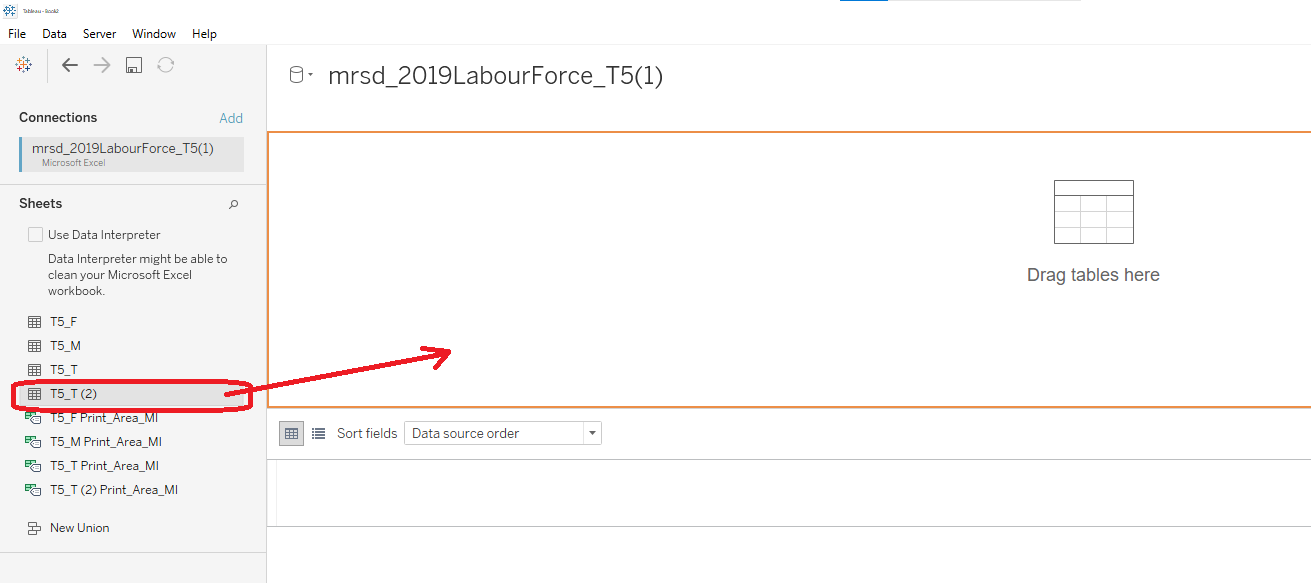 Tableau - Book2
File Data Server Window Help
mrsd_2019LabourForce_T5(1)
Connections Add
mrsd_2019LabourForce_T5(1)
Microsoft Excel
Sheets
Use Data Interpreter
Data Interpreter might be able to
clean your Microsoft Excel
workbook.
Drag tables here
T5_F
T5_M
T5_T
T5_T (2)
T5_F Print_Area_MI
T5_M Print_Area_MI
T5_T Print_Area_MI
T5_T (2) Print_Area_MI
New Union
Sort fields Data source order